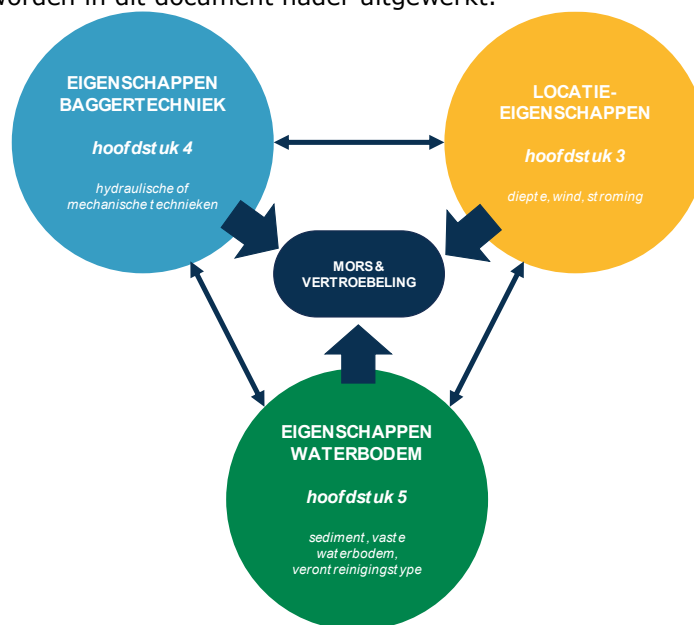 worden in dit document nader uitgewerkt.
EIGENSCHAPPEN
BAGGERTECHNIEK
hoofdstuk 4
hydraulische of
mechanische technieken
LOCATIE-
EIGENSCHAPPEN
hoofdstuk 3
diepte, wind, stroming
MORS &
VERTROEBELING
EIGENSCHAPPEN
WATERBODEM
hoofdstuk 5
sediment, vaste
waterbodem,
verontreinigingstype